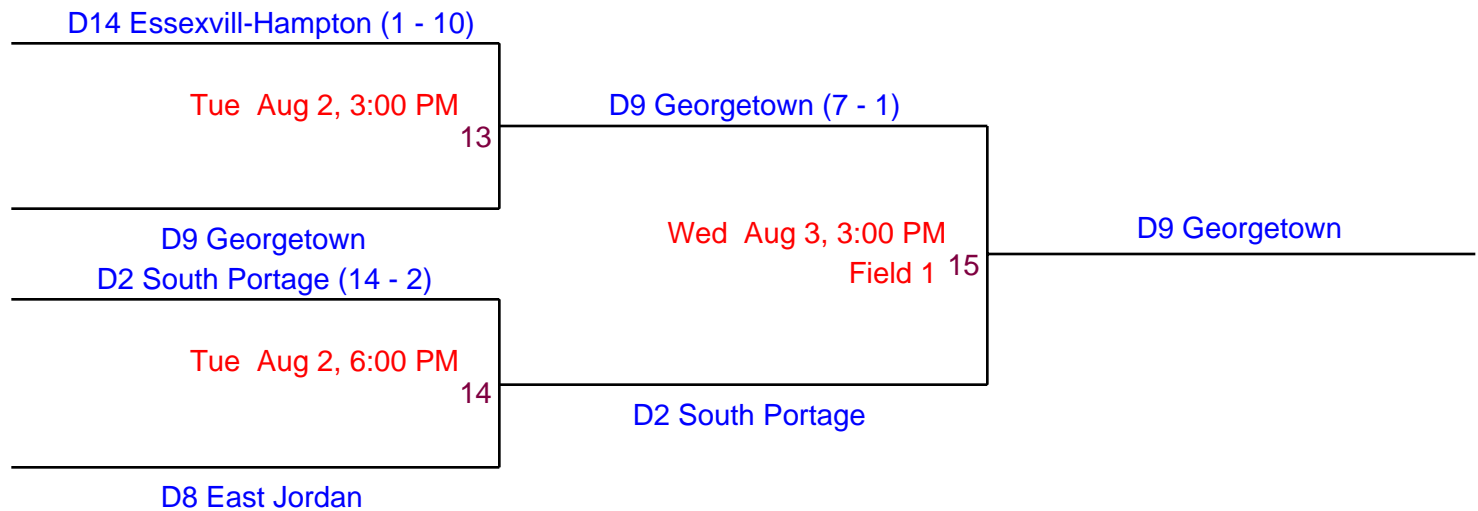 D14 Essexvill-Hampton (1 - 10)
Tue Aug 2, 3:00 PM
13
D9 Georgetown
D9 Georgetown (7 - 1)
D2 South Portage (14 - 2)
Tue Aug 2, 6:00 PM
14
D8 East Jordan
Wed Aug 3, 3:00 PM
Field 1
15
D2 South Portage
D9 Georgetown